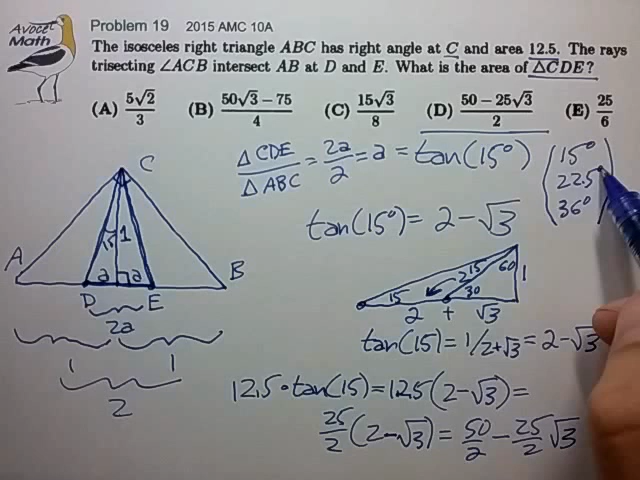 Avocet
Math
Problem 19 2015 AMC 10A
The isosceles right triangle ABC has right angle at C and area 12.5. The rays
trisecting ∠ACB intersect AB at D and E. What is the area of △CDE?
(A) 5√2/3 (B) (50√3 − 75)/4 (C) 15√3/8 (D) (50 − 25√3)/2 (E) 25/6
△CDE/△ABC = 2a/2 = a = tan(15°) (15°
22.5
36°)
tan(15°) = 2 − √3
C
15 1
A a a B
D E
2a
1 1
2
15 2 15 60 1
30
2 + √3
tan(15) = 1/2+√3 = 2 − √3
12.5 · tan(15) = 12.5(2 − √3) =
25/2 (2 − √3) = 50/2 − 25/2 √3